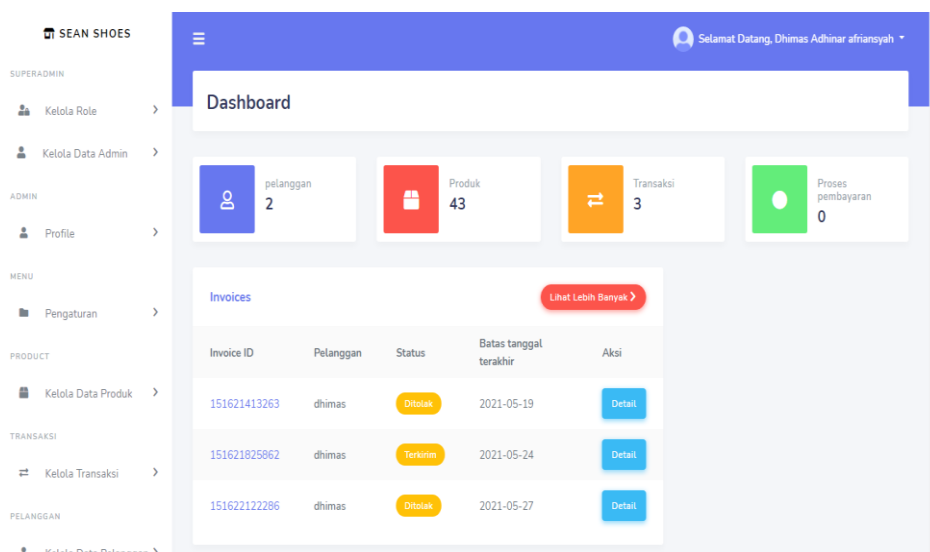 SEAN SHOES
SUPERADMIN
Kelola Role
Kelola Data Admin
ADMIN
Profile
MENU
Pengaturan
PRODUCT
Kelola Data Produk
TRANSAKSI
Kelola Transaksi
PELANGGAN
Kelola Data Pelanggan
Selamat Datang, Dhimas Adhinar afriansyah
Dashboard
pelanggan
2
Produk
43
Transaksi
3
Proses
pembayaran
0
Invoices
Lihat Lebih Banyak
Invoice ID Pelanggan Status Batas tanggal terakhir Aksi
151621413263 dhimas Ditolak 2021-05-19 Detail
151621825862 dhimas Terkirim 2021-05-24 Detail
151622122286 dhimas Ditolak 2021-05-27 Detail